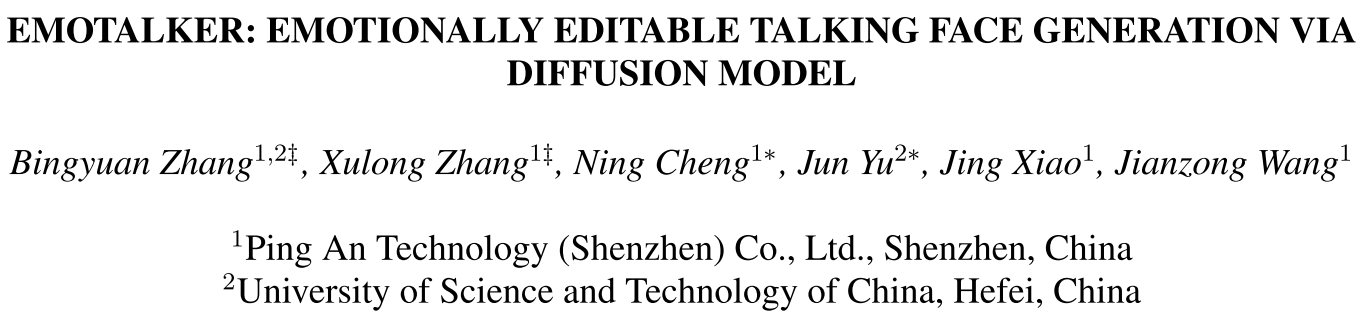 EMOTALKER: EMOTIONALLY EDITABLE TALKING FACE GENERATION VIA
DIFFUSION MODEL
Bingyuan Zhang¹,²‡, Xulong Zhang¹‡, Ning Cheng¹*, Jun Yu²*, Jing Xiao¹, Jianzong Wang¹
¹Ping An Technology (Shenzhen) Co., Ltd., Shenzhen, China
²University of Science and Technology of China, Hefei, China